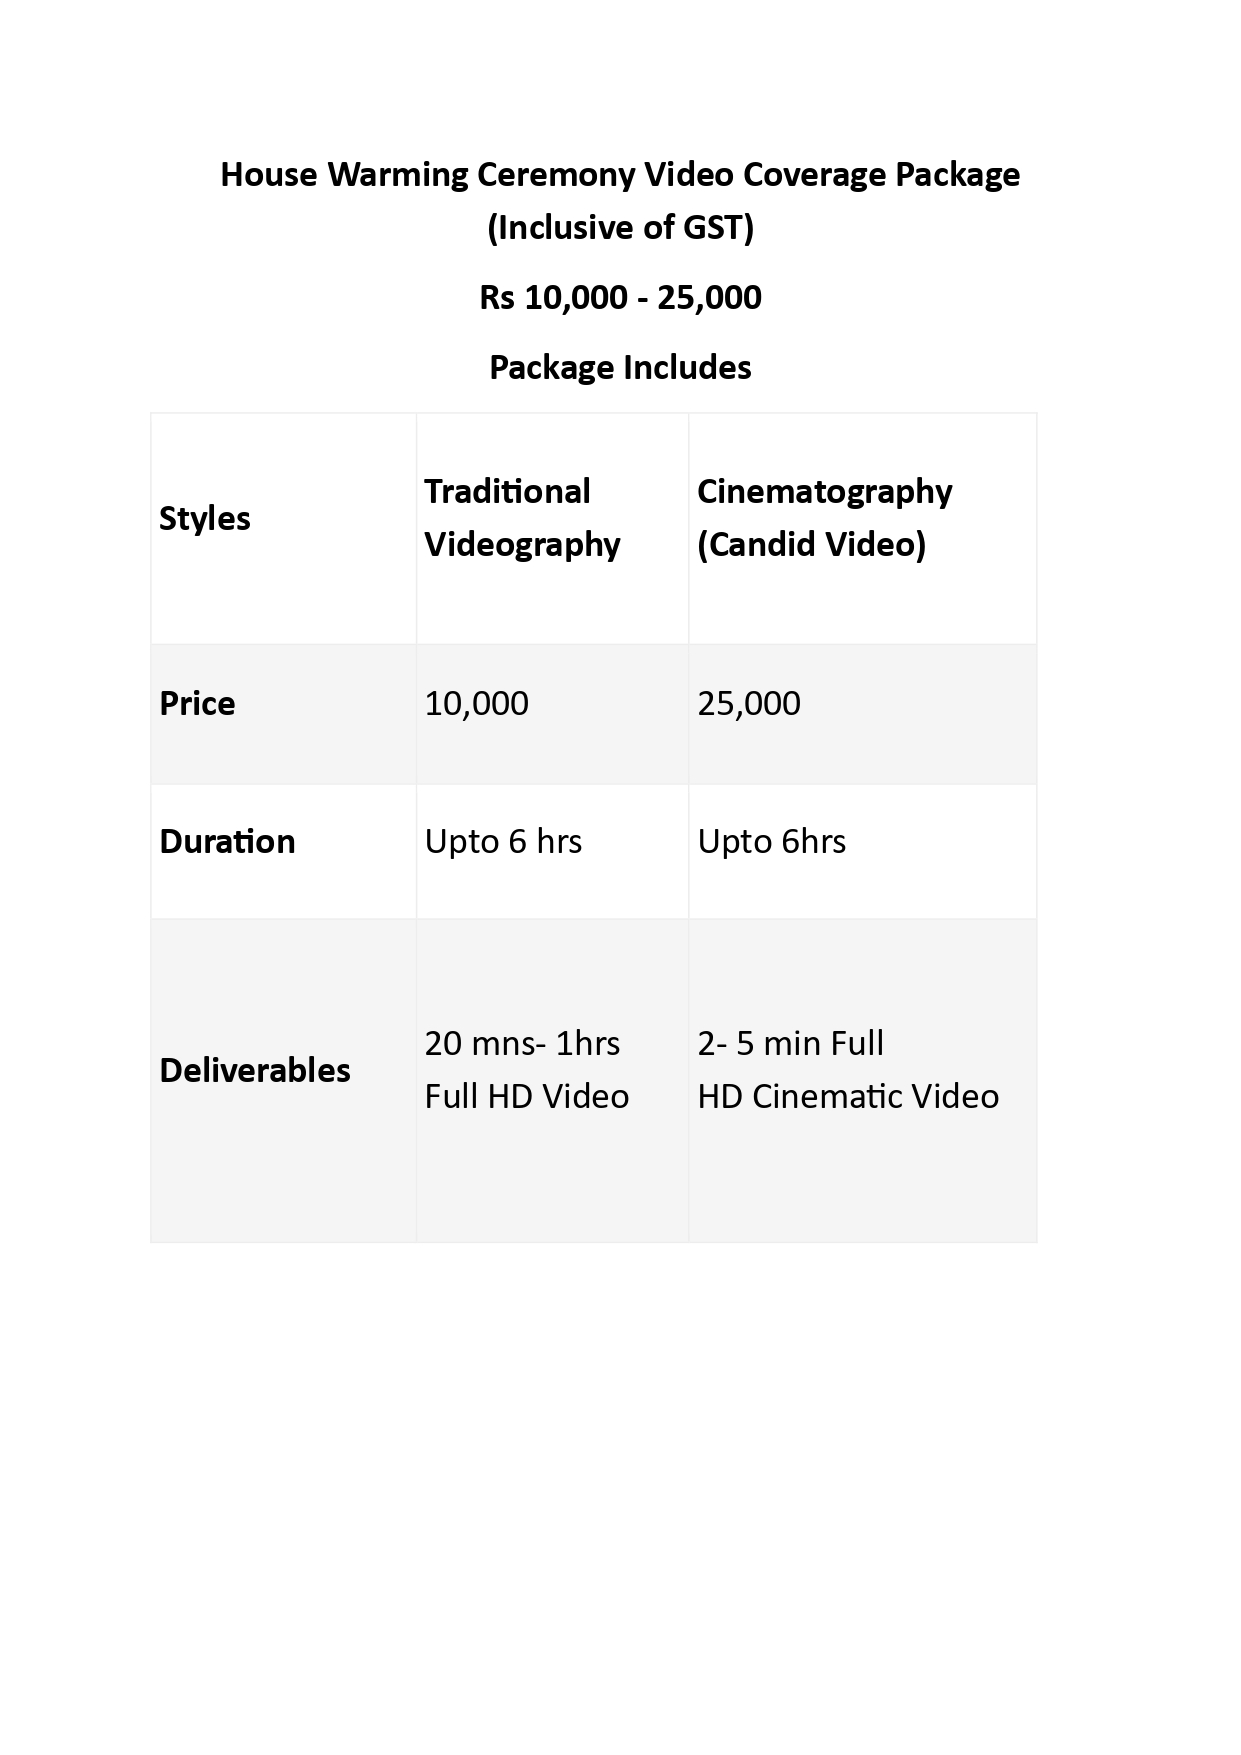 House Warming Ceremony Video Coverage Package
(Inclusive of GST)
Rs 10,000 - 25,000
Package Includes
Styles
Traditional
Videography
Cinematography
(Candid Video)
Price
10,000
25,000
Duration
Upto 6 hrs
Upto 6hrs
Deliverables
20 mns- 1hrs
Full HD Video
2- 5 min Full
HD Cinematic Video